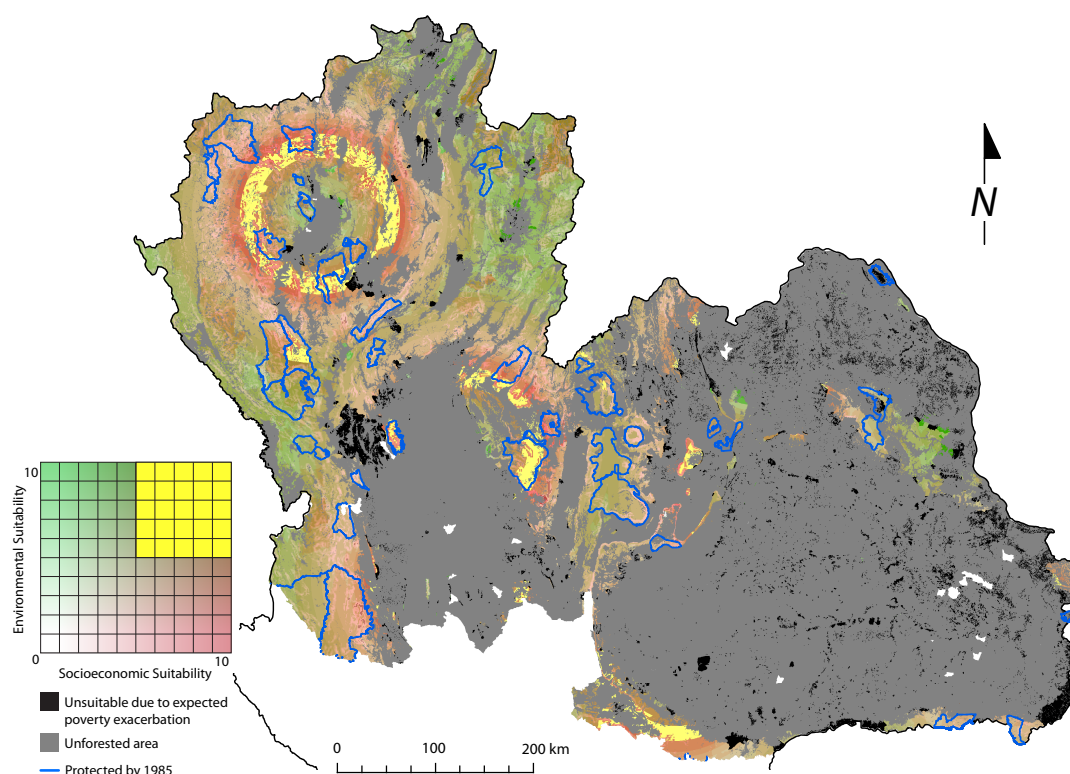 N
10
Environmental Suitability
0
10
Socioeconomic Suitability
Unsuitable due to expected
poverty exacerbation
Unforested area
Protected by 1985
0
100
200 km